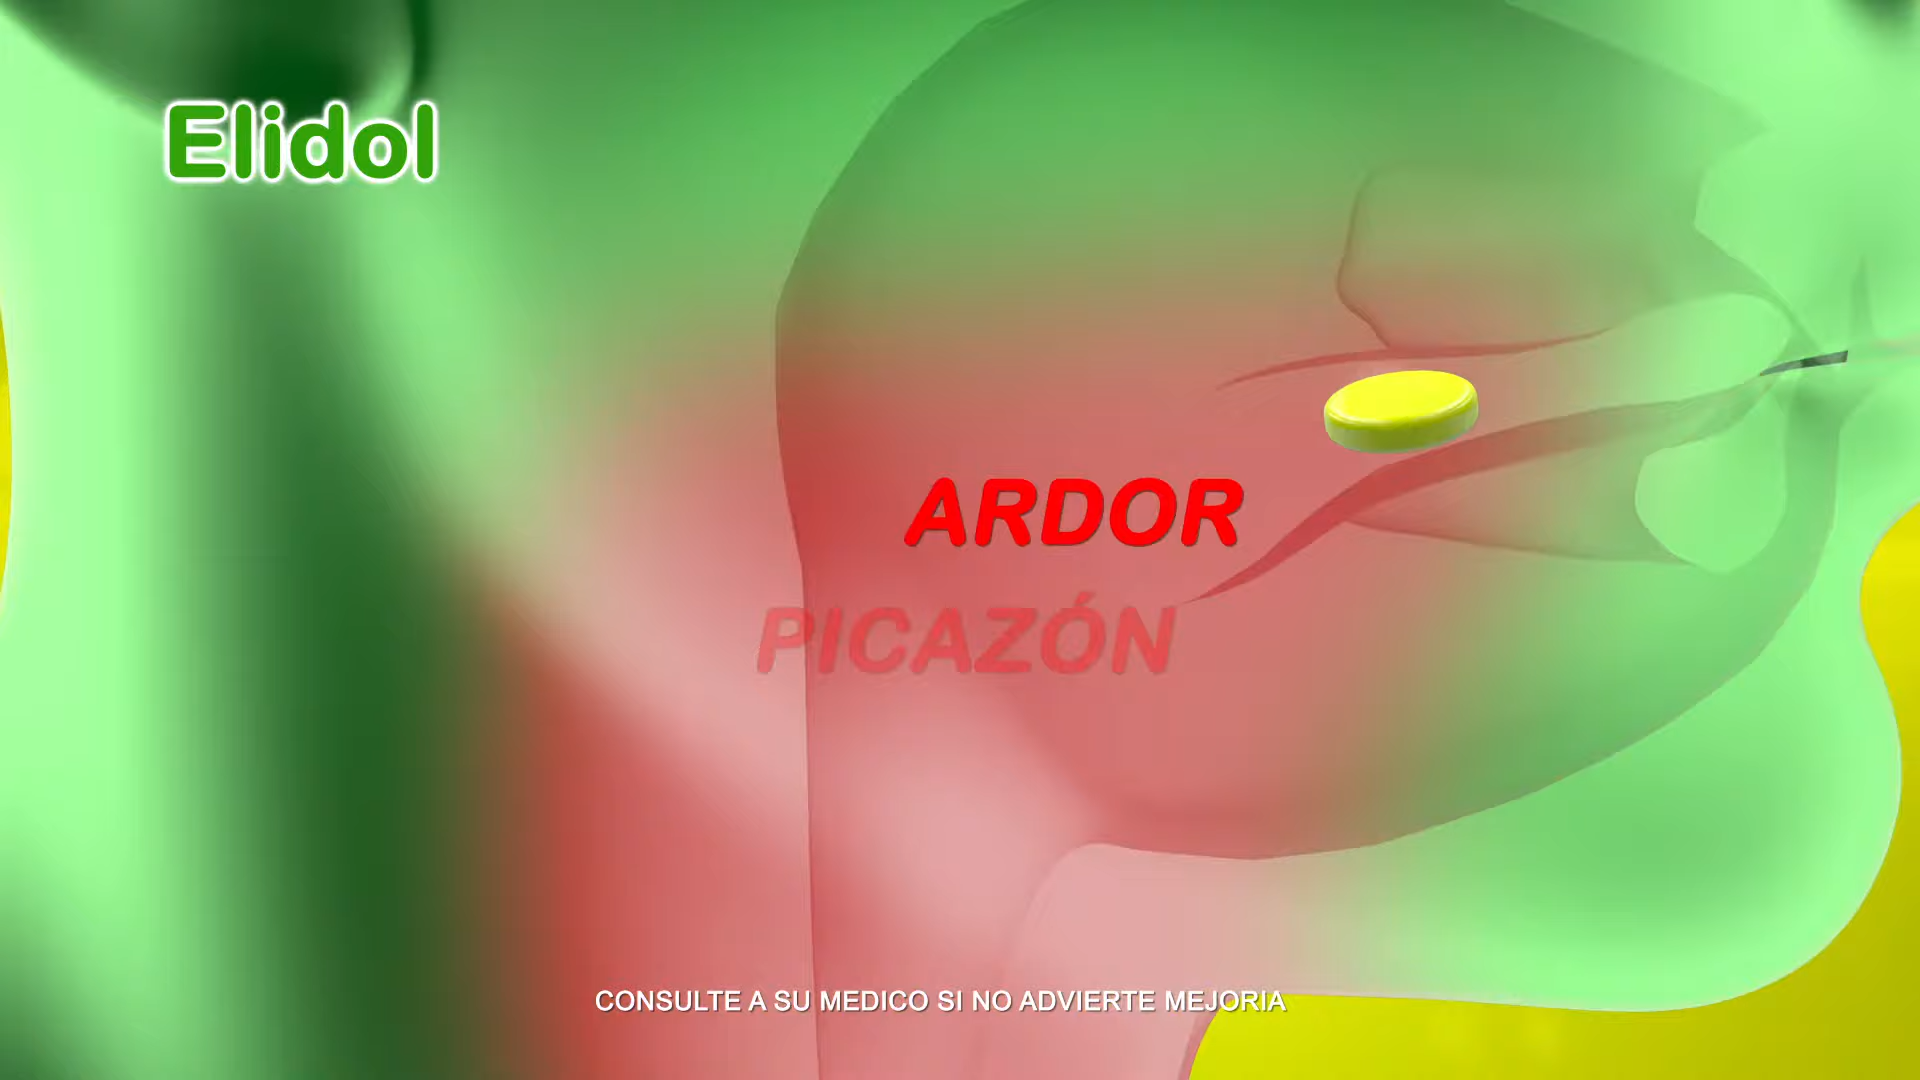 Elidol
ARDOR
PICAZÓN
CONSULTE A SU MEDICO SI NO ADVIERTE MEJORIA